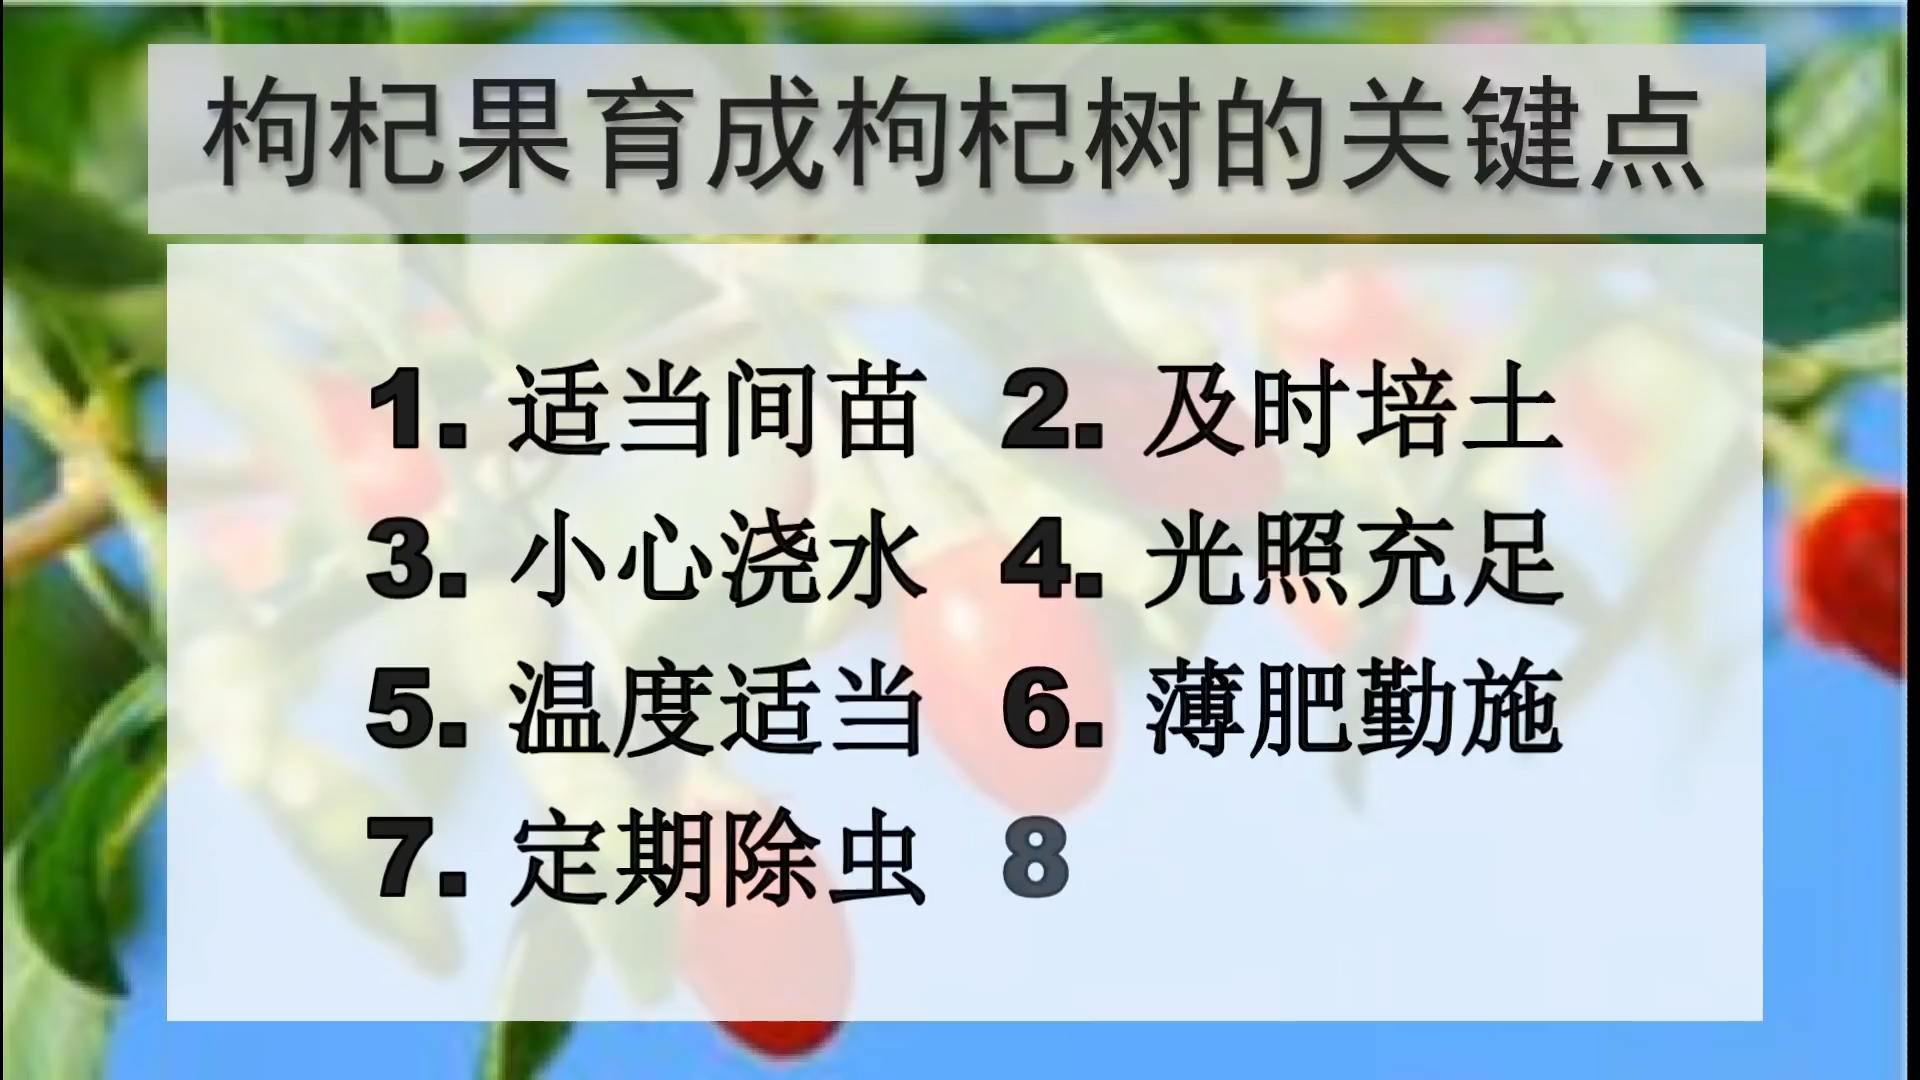 枸杞果育成枸杞树的关键点
1. 适当间苗 2. 及时培土
3. 小心浇水 4. 光照充足
5. 温度适当 6. 薄肥勤施
7. 定期除虫 8